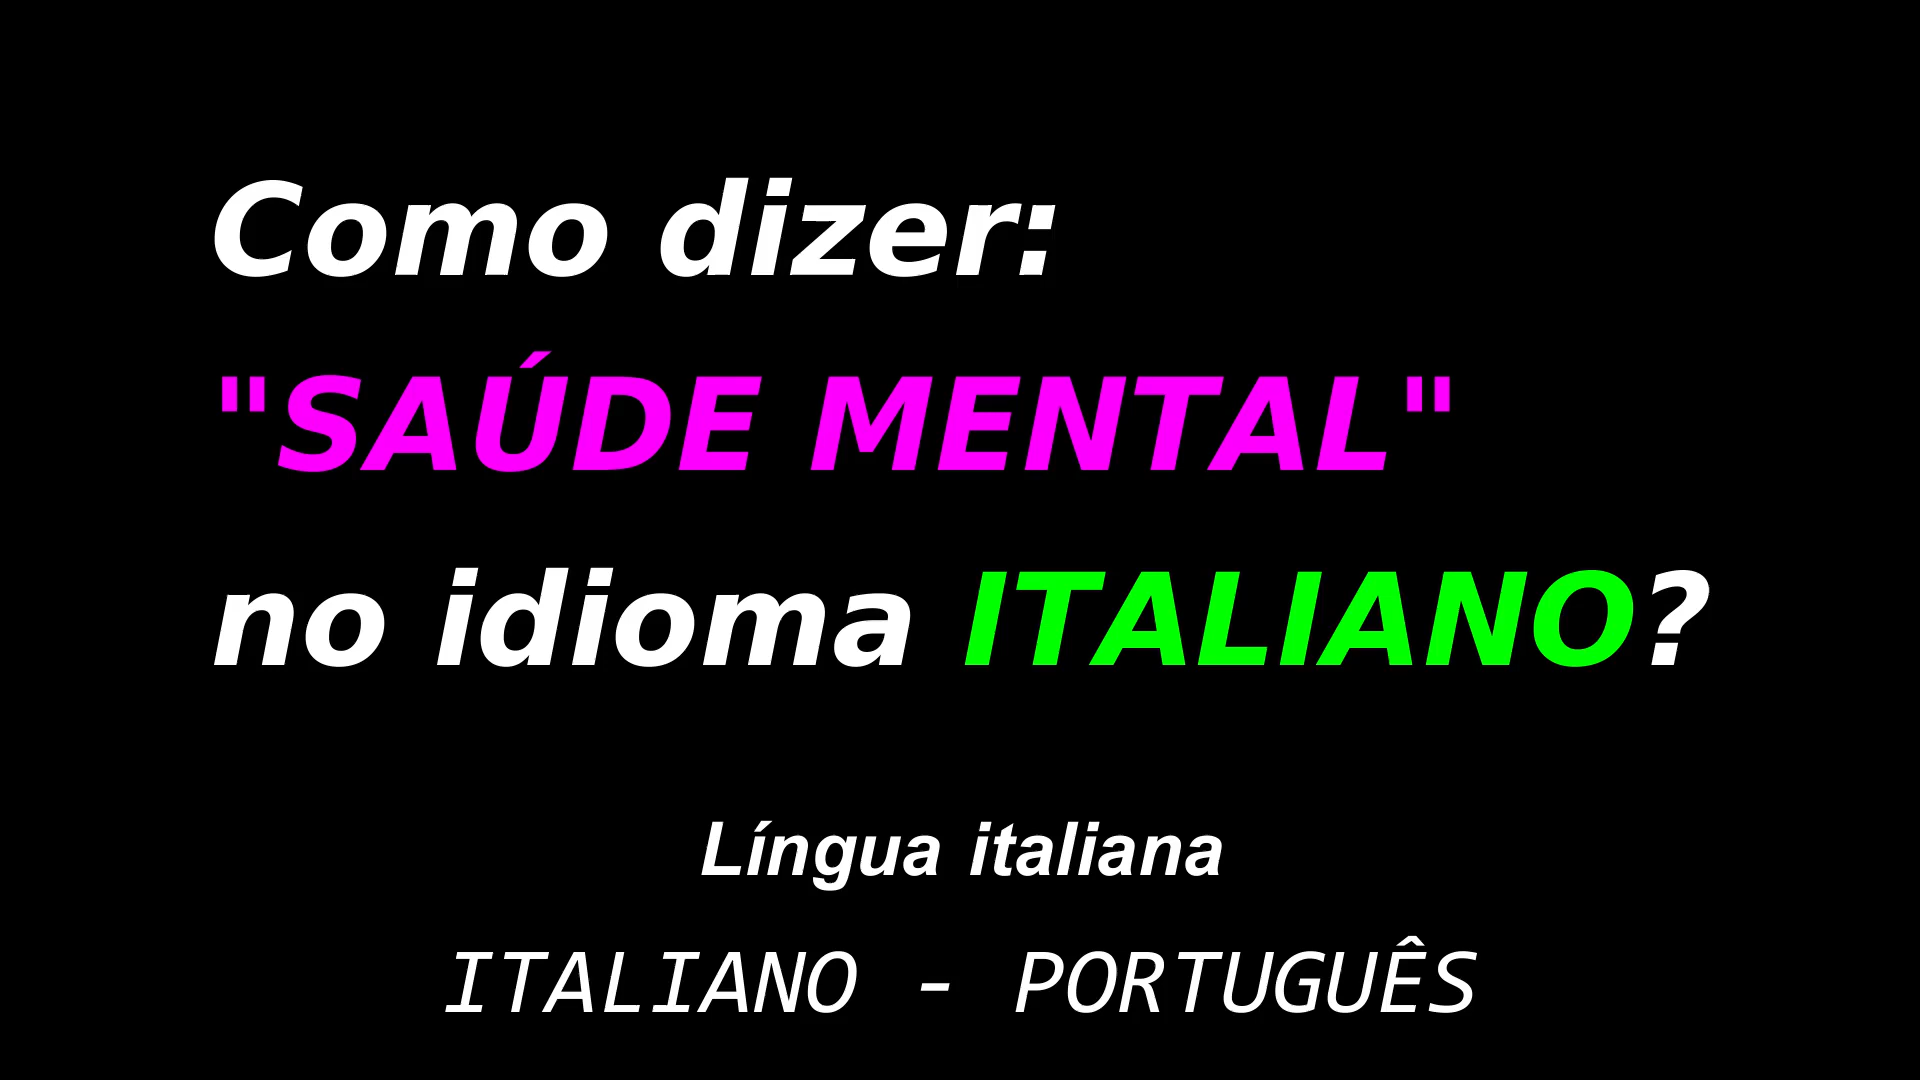 Como dizer:
"SAÚDE MENTAL"
no idioma ITALIANO?
Língua italiana
ITALIANO - PORTUGUÊS